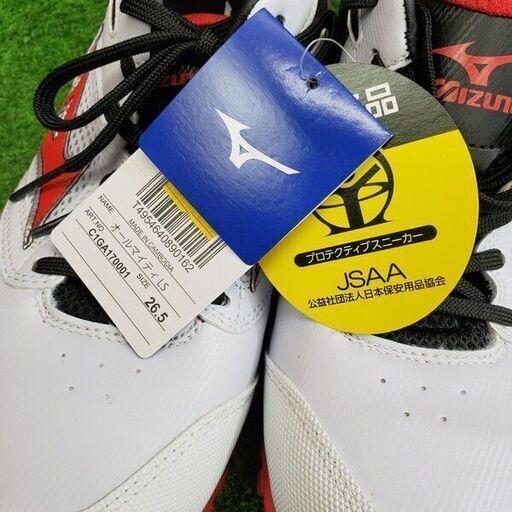 T4954640890162
MADE IN CAMBODIA
NAME オールマイティLS
ART NO. C1GA170001
SIZE 26.5
品
プロテクティブスニーカー
JSAA
公益社団法人日本保安用品協会
MIZUNO